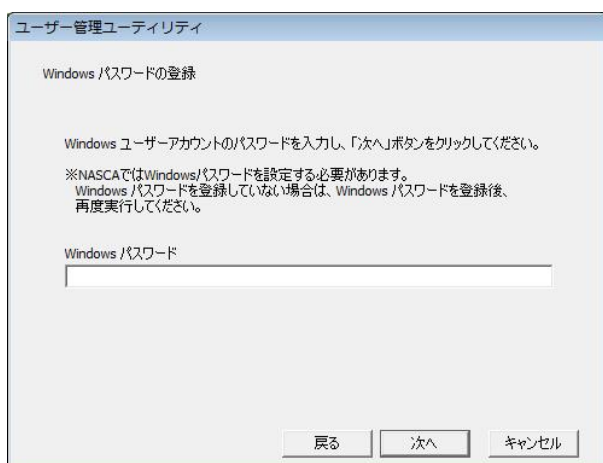 ユーザー管理ユーティリティ
Windows パスワードの登録
Windows ユーザーアカウントのパスワードを入力し、「次へ」ボタンをクリックしてください。
※NASCAではWindowsパスワードを設定する必要があります。
Windows パスワードを登録していない場合は、Windows パスワードを登録後、
再度実行してください。
Windows パスワード
戻る 次へ キャンセル